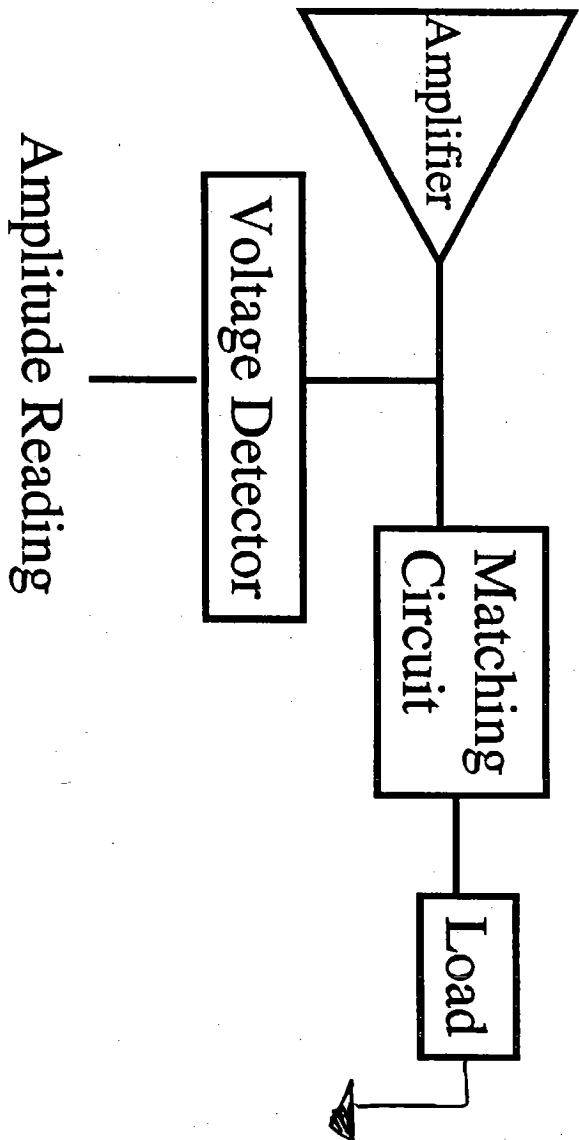 Amplifier
Matching
Circuit
Load
Voltage Detector
Amplitude Reading